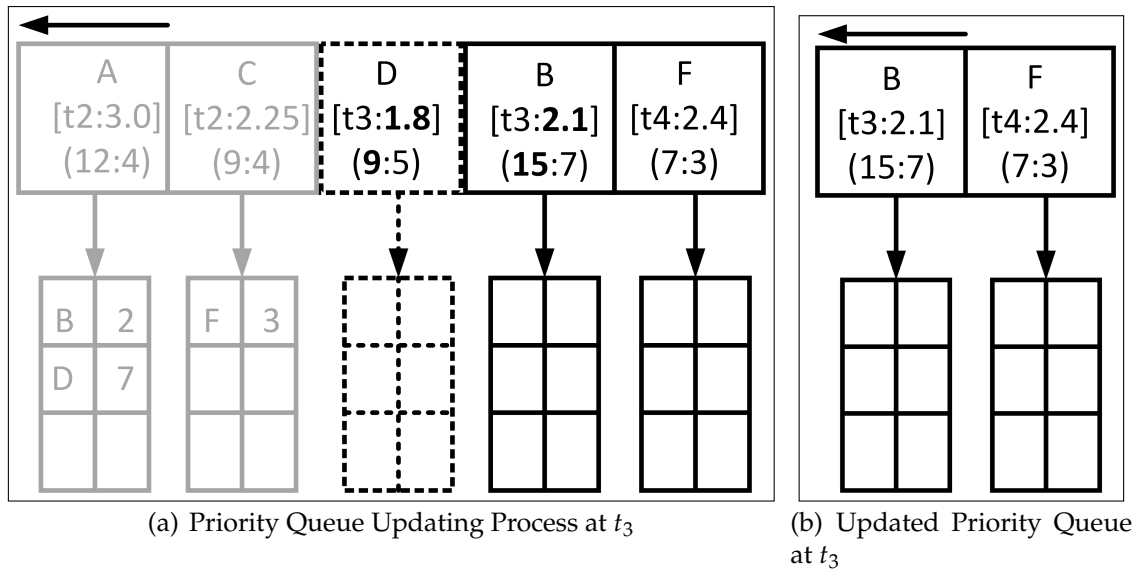 A C D B F
[t2:3.0] [t2:2.25] [t3:1.8] [t3:2.1] [t4:2.4]
(12:4) (9:4) (9:5) (15:7) (7:3)
B 2 F 3
D 7
(a) Priority Queue Updating Process at t3
B F
[t3:2.1] [t4:2.4]
(15:7) (7:3)
(b) Updated Priority Queue
at t3